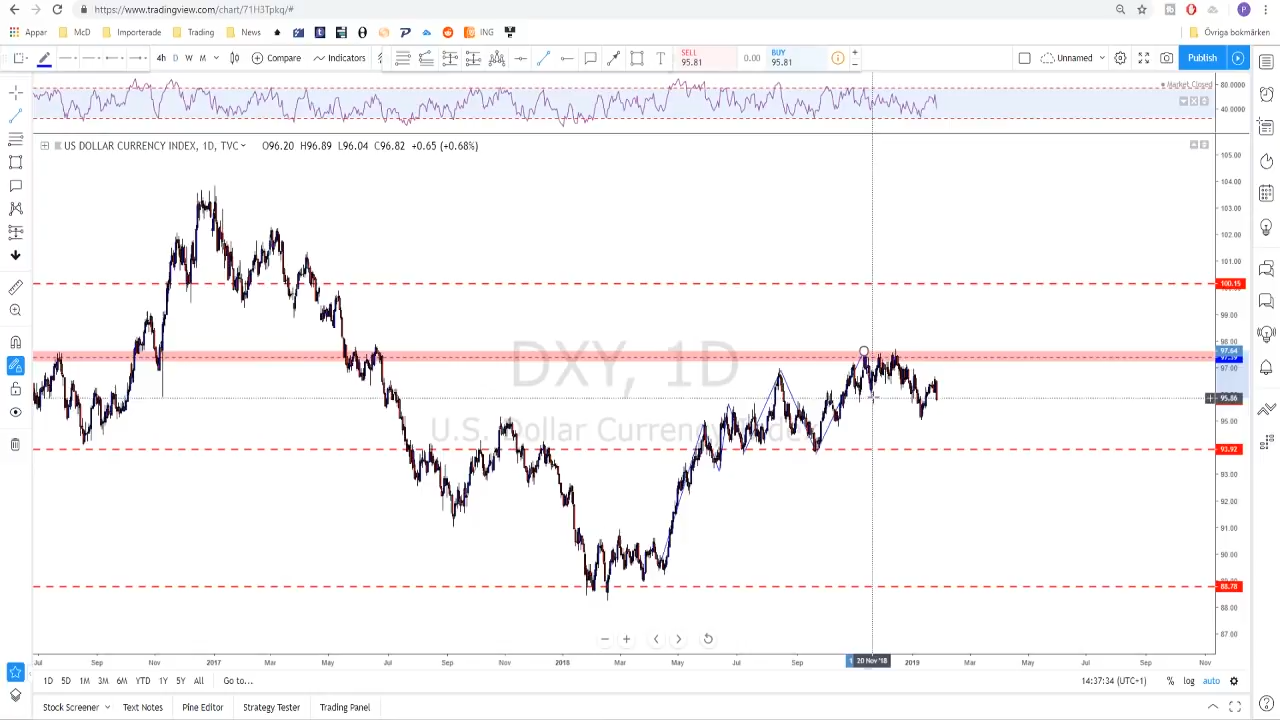 https://www.tradingview.com/chart/71H3Tpkq/#
Appar McD Importerade Trading News ING Övriga bokmärken
4h D W M Compare Indicators SELL 95.81 0.00 BUY 95.81 Unnamed Publish
Market Closed
80.0000
40.0000
US DOLLAR CURRENCY INDEX, 1D, TVC O96.20 H96.89 L96.04 C96.82 +0.65 (+0.68%)
105.00
104.00
103.00
102.00
101.00
100.15
99.00
98.00
97.64
97.39
97.00
DXY, 1D
95.86
95.00
U.S. Dollar Currency Index
93.92
93.00
92.00
91.00
90.00
88.78
88.00
87.00
Jul Sep Nov 2017 Mar May Jul Sep Nov 2018 Mar May Jul Sep 1 20 Nov '18 2019 Mar May Jul Sep Nov
1D 5D 1M 3M 6M YTD 1Y 5Y All Go to... 14:37:34 (UTC+1) % log auto
Stock Screener Text Notes Pine Editor Strategy Tester Trading Panel